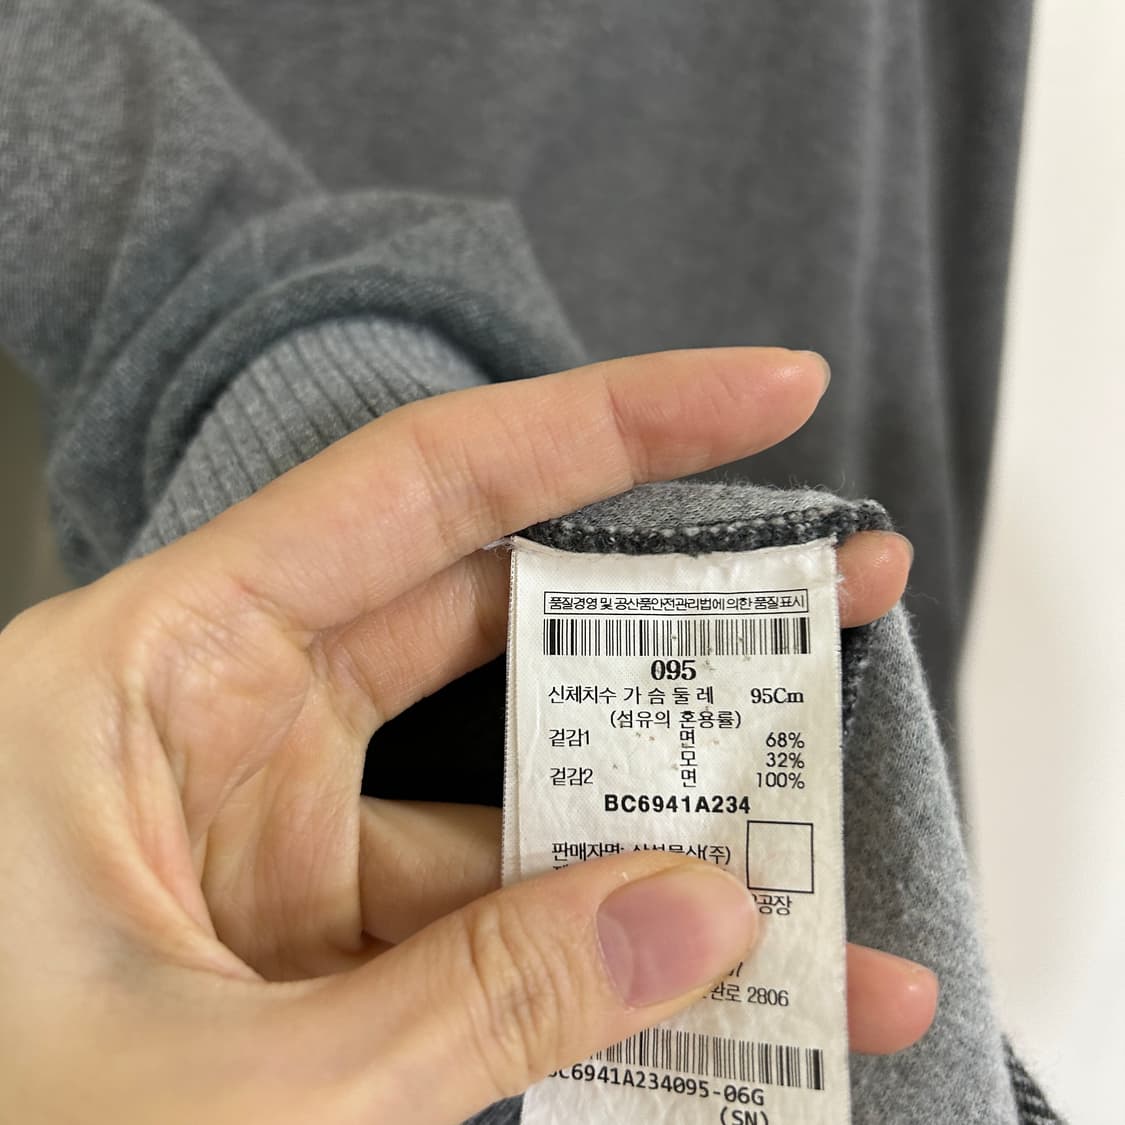 품질경영 및 공산품안전관리법에 의한 품질표시
095
신체치수 가 슴 둘 레 95Cm
(섬유의 혼용률)
겉감1 면 68%
모 32%
겉감2 면 100%
BC6941A234
판매자명: 삼성물산(주)
공장
2806
6941A234095-06G
(SN)